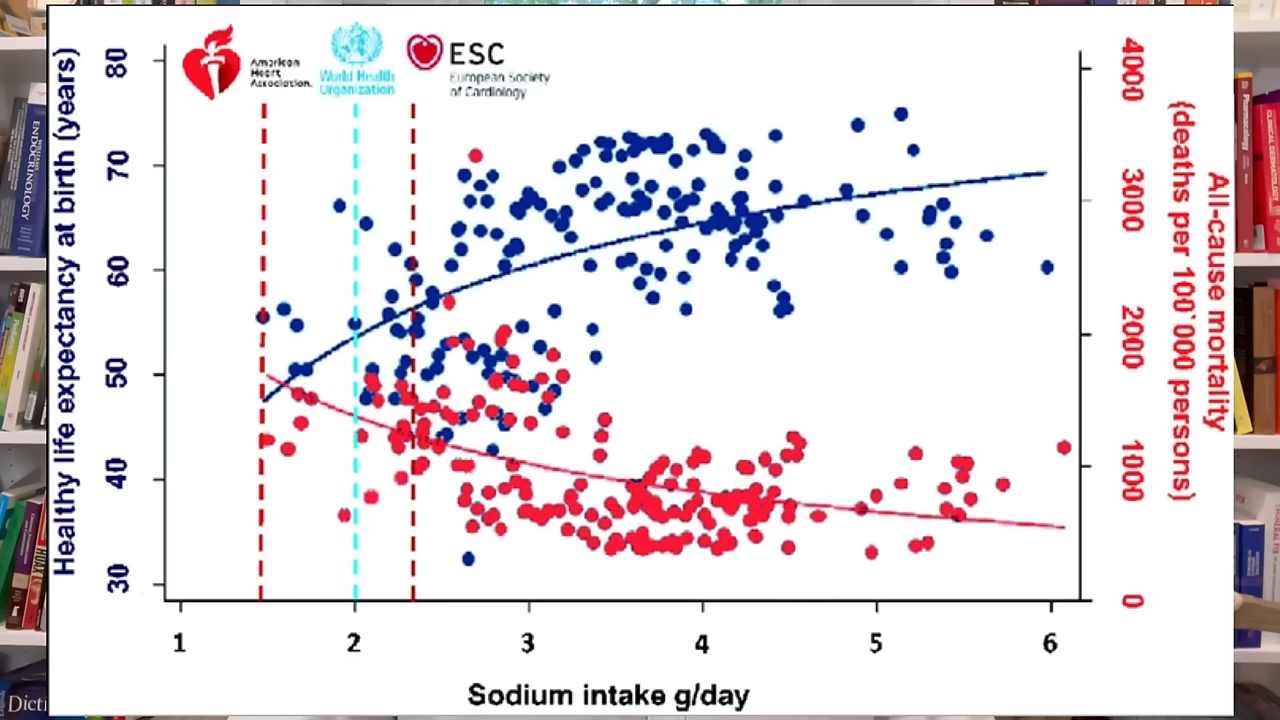 American
Heart
Association.
World Health
Organization
ESC
European Society
of Cardiology
Healthy life expectancy at birth (years)
80
70
60
50
40
30
4000
3000
2000
1000
0
All-cause mortality
(deaths per 100`000 persons)
1 2 3 4 5 6
Sodium intake g/day
ENDOCRINOLOGY
Dicti